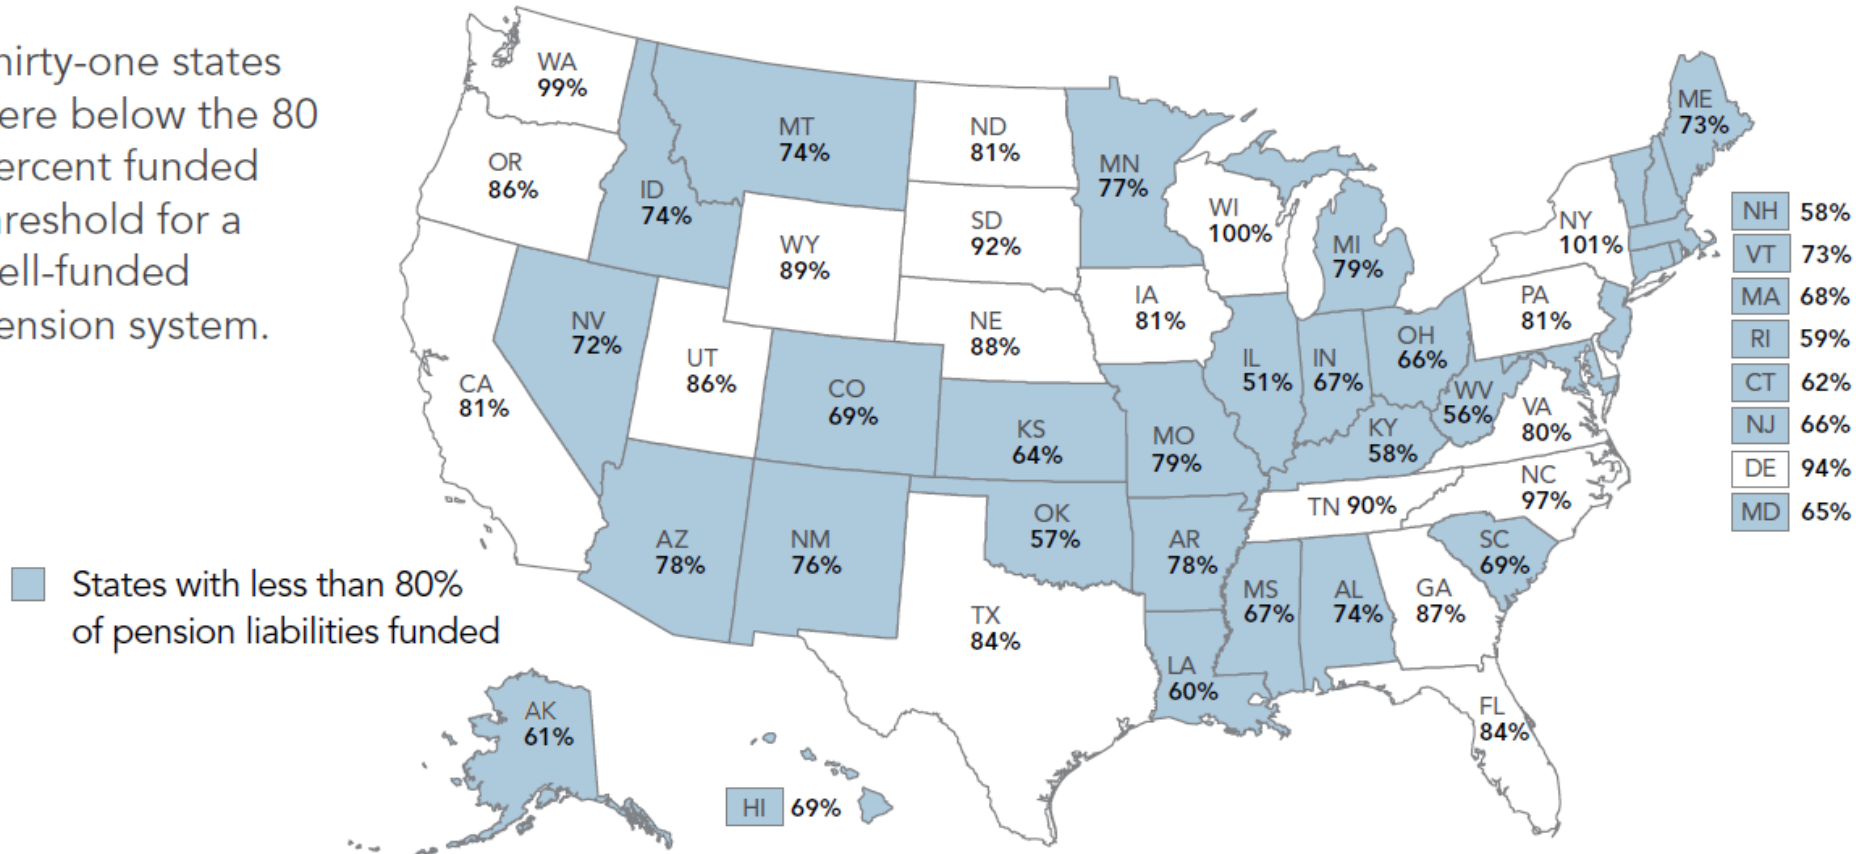 hirty-one states
ere below the 80
ercent funded
reshold for a
ell-funded
ension system.
States with less than 80%
of pension liabilities funded
WA
99%
OR
86%
CA
81%
ID
74%
NV
72%
MT
74%
WY
89%
UT
86%
CO
69%
AZ
78%
NM
76%
ND
81%
SD
92%
NE
88%
KS
64%
OK
57%
TX
84%
MN
77%
IA
81%
MO
79%
AR
78%
LA
60%
WI
100%
IL
51%
MI
79%
IN
67%
OH
66%
KY
58%
TN 90%
MS
67%
AL
74%
GA
87%
FL
84%
SC
69%
NC
97%
VA
80%
WV
56%
PA
81%
NY
101%
ME
73%
NH 58%
VT 73%
MA 68%
RI 59%
CT 62%
NJ 66%
DE 94%
MD 65%
AK
61%
HI 69%